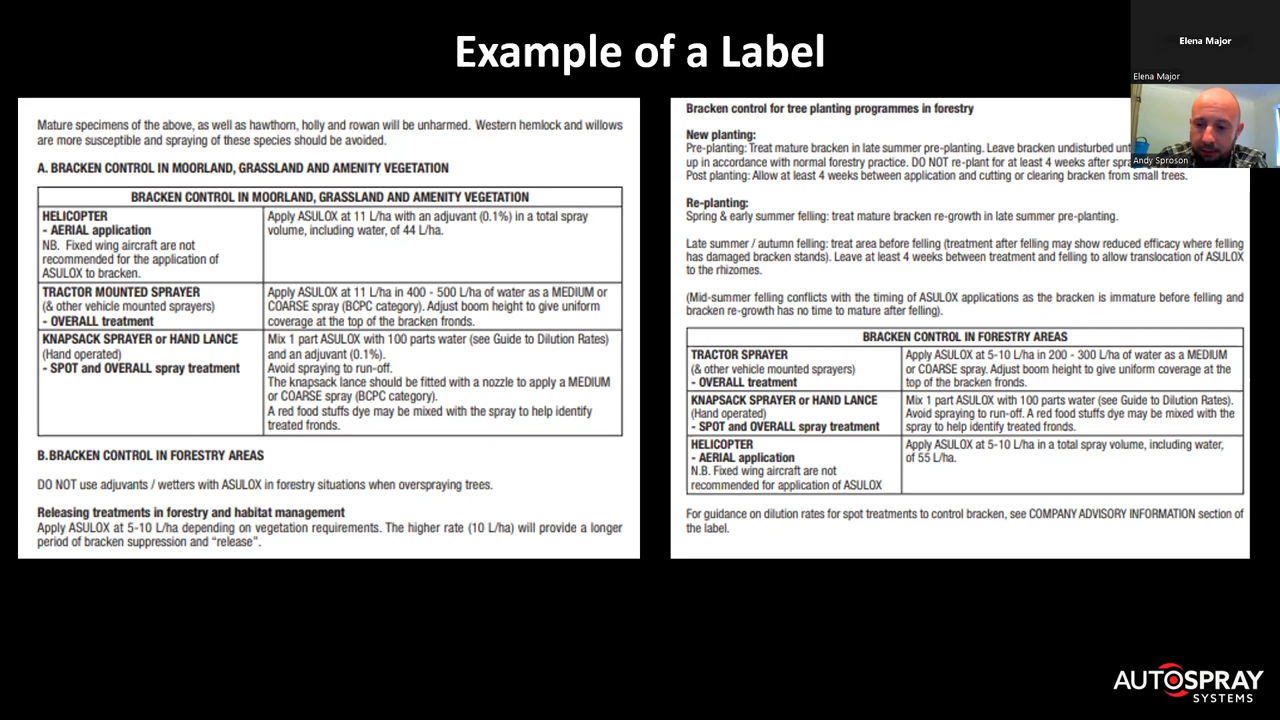 Example of a Label
Elena Major
Elena Major
Andy Sproson
Mature specimens of the above, as well as hawthorn, holly and rowan will be unharmed. Western hemlock and willows
are more susceptible and spraying of these species should be avoided.
A. BRACKEN CONTROL IN MOORLAND, GRASSLAND AND AMENITY VEGETATION
BRACKEN CONTROL IN MOORLAND, GRASSLAND AND AMENITY VEGETATION
HELICOPTER
- AERIAL application
NB. Fixed wing aircraft are not
recommended for the application of
ASULOX to bracken.
Apply ASULOX at 11 L/ha with an adjuvant (0.1%) in a total spray
volume, including water, of 44 L/ha.
TRACTOR MOUNTED SPRAYER
(& other vehicle mounted sprayers)
- OVERALL treatment
Apply ASULOX at 11 L/ha in 400 - 500 L/ha of water as a MEDIUM or
COARSE spray (BCPC category). Adjust boom height to give uniform
coverage at the top of the bracken fronds.
KNAPSACK SPRAYER or HAND LANCE
(Hand operated)
- SPOT and OVERALL spray treatment
Mix 1 part ASULOX with 100 parts water (see Guide to Dilution Rates)
and an adjuvant (0.1%).
Avoid spraying to run-off.
The knapsack lance should be fitted with a nozzle to apply a MEDIUM
or COARSE spray (BCPC category).
A red food stuffs dye may be mixed with the spray to help identify
treated fronds.
B. BRACKEN CONTROL IN FORESTRY AREAS
DO NOT use adjuvants / wetters with ASULOX in forestry situations when overspraying trees.
Releasing treatments in forestry and habitat management
Apply ASULOX at 5-10 L/ha depending on vegetation requirements. The higher rate (10 L/ha) will provide a longer
period of bracken suppression and “release”.
Bracken control for tree planting programmes in forestry
New planting:
Pre-planting: Treat mature bracken in late summer pre-planting. Leave bracken undisturbed
up in accordance with normal forestry practice. DO NOT re-plant for at least 4 weeks after
Post planting: Allow at least 4 weeks between application and cutting or clearing bracken from small trees.
Re-planting:
Spring & early summer felling: treat mature bracken re-growth in late summer pre-planting.
Late summer / autumn felling: treat area before felling (treatment after felling may show reduced efficacy where felling
has damaged bracken stands). Leave at least 4 weeks between treatment and felling to allow translocation of ASULOX
to the rhizomes.
(Mid-summer felling conflicts with the timing of ASULOX applications as the bracken is immature before felling and
bracken re-growth has no time to mature after felling).
BRACKEN CONTROL IN FORESTRY AREAS
TRACTOR SPRAYER
(& other vehicle mounted sprayers)
- OVERALL treatment
Apply ASULOX at 5-10 L/ha in 200 - 300 L/ha of water as a MEDIUM
or COARSE spray. Adjust boom height to give uniform coverage at the
top of the bracken fronds.
KNAPSACK SPRAYER or HAND LANCE
(Hand operated)
- SPOT and OVERALL spray treatment
Mix 1 part ASULOX with 100 parts water (see Guide to Dilution Rates).
Avoid spraying to run-off. A red food stuffs dye may be mixed with the
spray to help identify treated fronds.
HELICOPTER
- AERIAL application
N.B. Fixed wing aircraft are not
recommended for application of ASULOX
Apply ASULOX at 5-10 L/ha in a total spray volume, including water,
of 55 L/ha.
For guidance on dilution rates for spot treatments to control bracken, see COMPANY ADVISORY INFORMATION section of
the label.
AUTOSPRAY
SYSTEMS